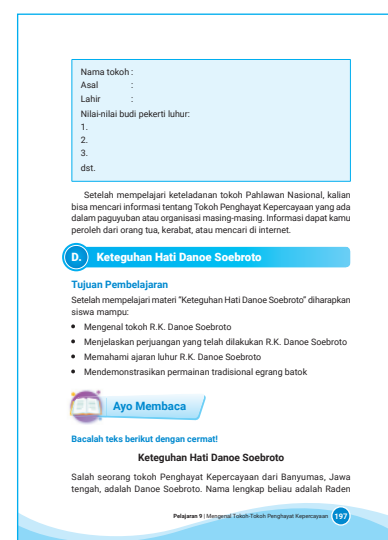 Nama tokoh :
Asal :
Lahir :
Nilai-nilai budi pekerti luhur:
1.
2.
3.
dst.
Setelah mempelajari keteladanan tokoh Pahlawan Nasional, kalian
bisa mencari informasi tentang Tokoh Penghayat Kepercayaan yang ada
dalam paguyuban atau organisasi masing-masing. Informasi dapat kamu
peroleh dari orang tua, kerabat, atau mencari di internet.
D. Keteguhan Hati Danoe Soebroto
Tujuan Pembelajaran
Setelah mempelajari materi “Keteguhan Hati Danoe Soebroto” diharapkan
siswa mampu:
• Mengenal tokoh R.K. Danoe Soebroto
• Menjelaskan perjuangan yang telah dilakukan R.K. Danoe Soebroto
• Memahami ajaran luhur R.K. Danoe Soebroto
• Mendemonstrasikan permainan tradisional egrang batok
Ayo Membaca
Bacalah teks berikut dengan cermat!
Keteguhan Hati Danoe Soebroto
Salah seorang tokoh Penghayat Kepercayaan dari Banyumas, Jawa
tengah, adalah Danoe Soebroto. Nama lengkap beliau adalah Raden
Pelajaran 9 | Mengenal Tokoh-Tokoh Penghayat Kepercayaan 197